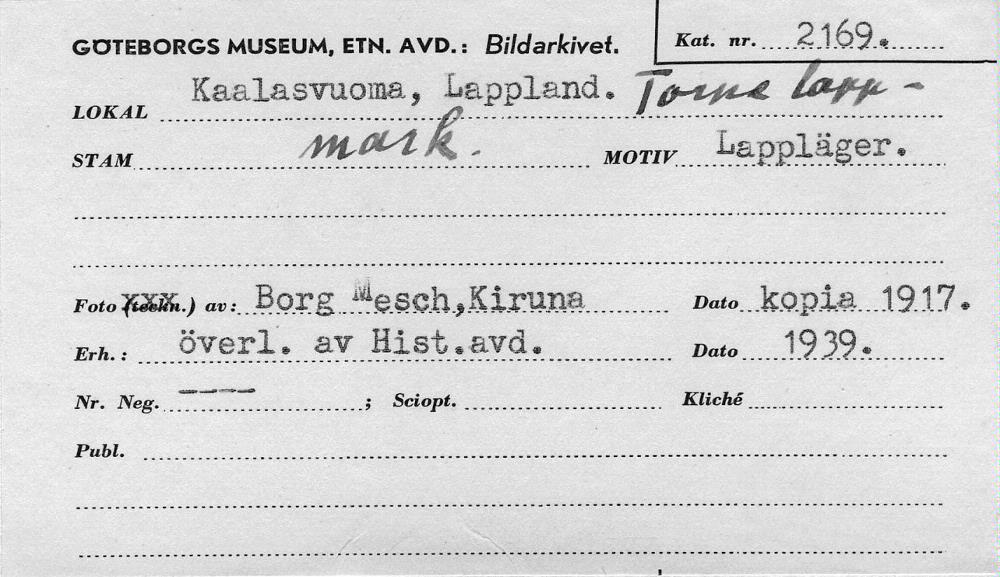 GÖTEBORGS MUSEUM, ETN. AVD.: Bildarkivet. Kat. nr. 2169.
LOKAL Kaalasvuoma, Lappland. Torne lapp-
STAM mark. MOTIV Lappläger.
Foto (teckn.) av: Borg Mesch,Kiruna Dato kopia 1917.
Erh.: överl. av Hist.avd. Dato 1939.
Nr. Neg. ---- ; Sciopt. Kliché
Publ.